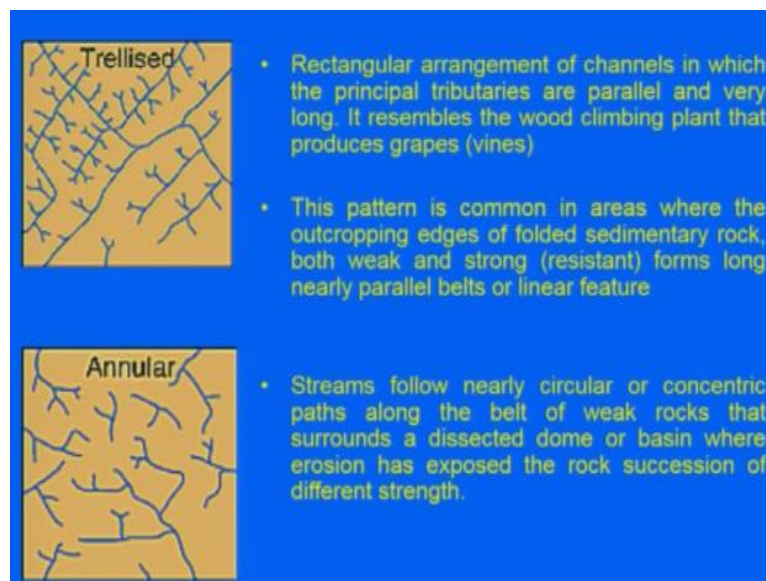 Trellised
• Rectangular arrangement of channels in which
the principal tributaries are parallel and very
long. It resembles the wood climbing plant that
produces grapes (vines)
• This pattern is common in areas where the
outcropping edges of folded sedimentary rock,
both weak and strong (resistant) forms long
nearly parallel belts or linear feature
Annular
• Streams follow nearly circular or concentric
paths along the belt of weak rocks that
surrounds a dissected dome or basin where
erosion has exposed the rock succession of
different strength.